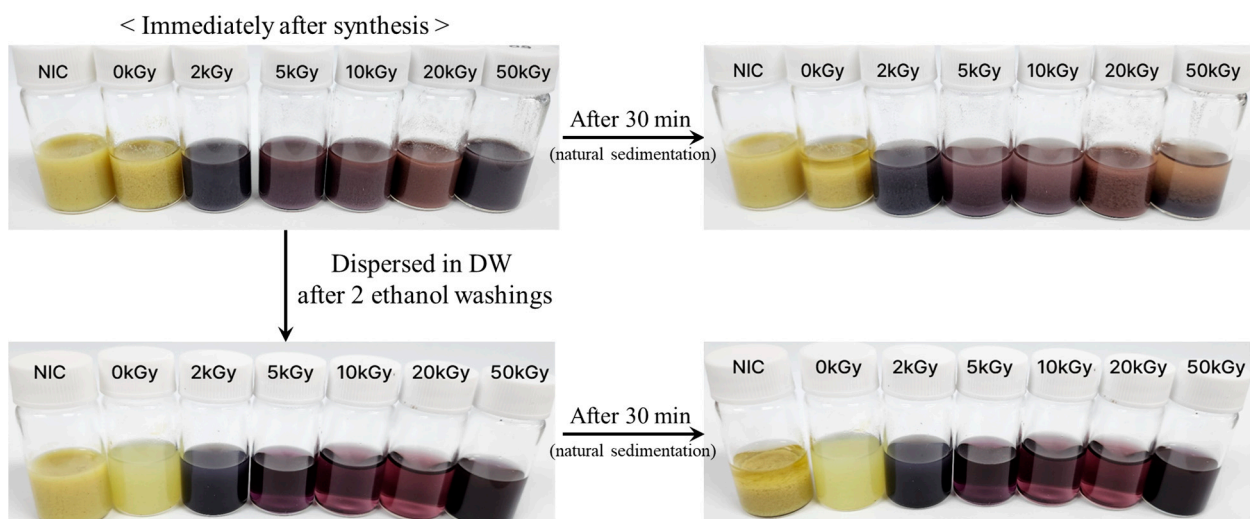 < Immediately after synthesis >
NIC 0kGy 2kGy 5kGy 10kGy 20kGy 50kGy
After 30 min
(natural sedimentation)
NIC 0kGy 2kGy 5kGy 10kGy 20kGy 50kGy
Dispersed in DW
after 2 ethanol washings
NIC 0kGy 2kGy 5kGy 10kGy 20kGy 50kGy
After 30 min
(natural sedimentation)
NIC 0kGy 2kGy 5kGy 10kGy 20kGy 50kGy